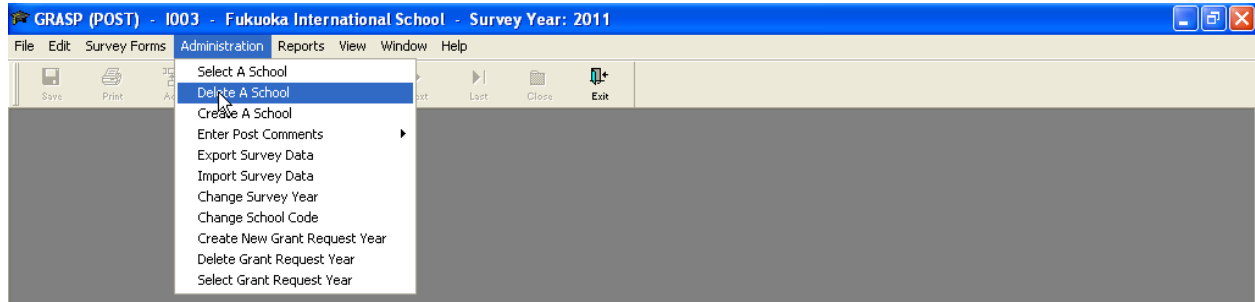 GRASP (POST) - I003 - Fukuoka International School - Survey Year: 2011
File Edit Survey Forms Administration Reports View Window Help
Save Print Last Close Exit
Select A School
Delete A School
Create A School
Enter Post Comments
Export Survey Data
Import Survey Data
Change Survey Year
Change School Code
Create New Grant Request Year
Delete Grant Request Year
Select Grant Request Year